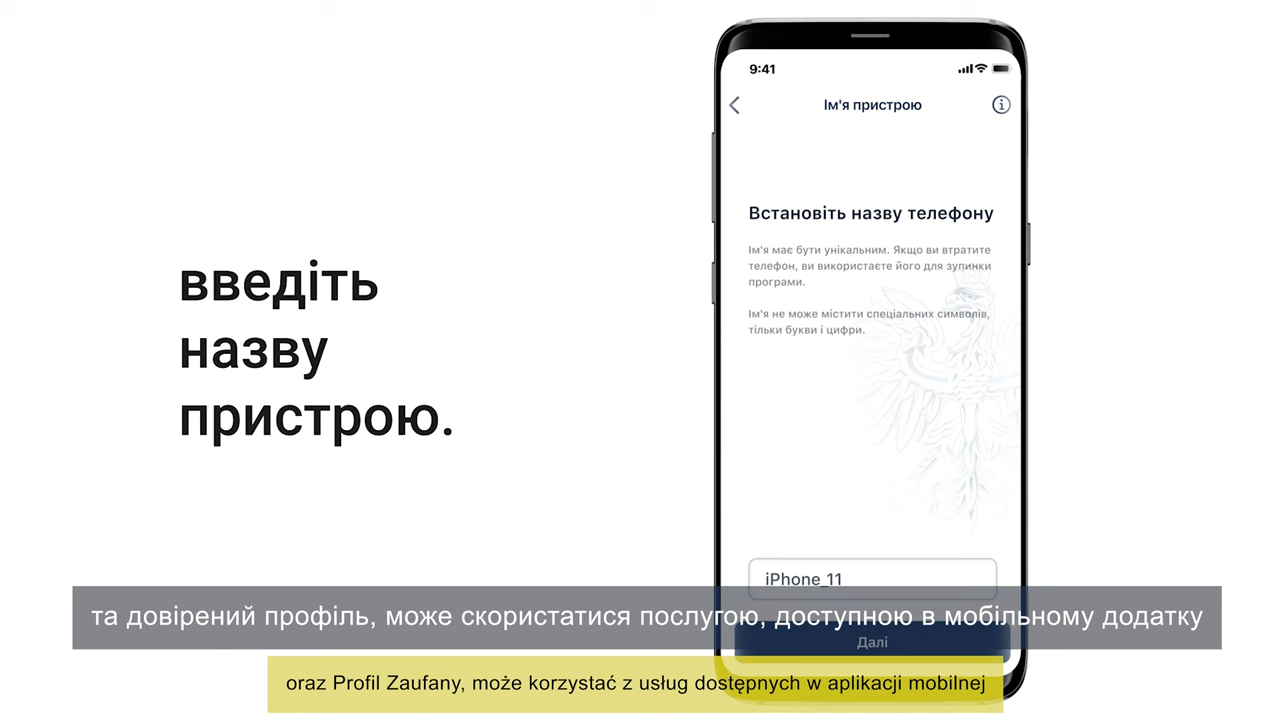 введіть
назву
пристрою.
9:41
Ім'я пристрою
Встановіть назву телефону
Ім'я має бути унікальним. Якщо ви втратите
телефон, ви використаєте його для зупинки
програми.
Ім'я не може містити спеціальних символів,
тільки букви і цифри.
iPhone_11
та довірений профіль, може скористатися послугою, доступною в мобільному додатку
Далі
oraz Profil Zaufany, może korzystać z usług dostępnych w aplikacji mobilnej